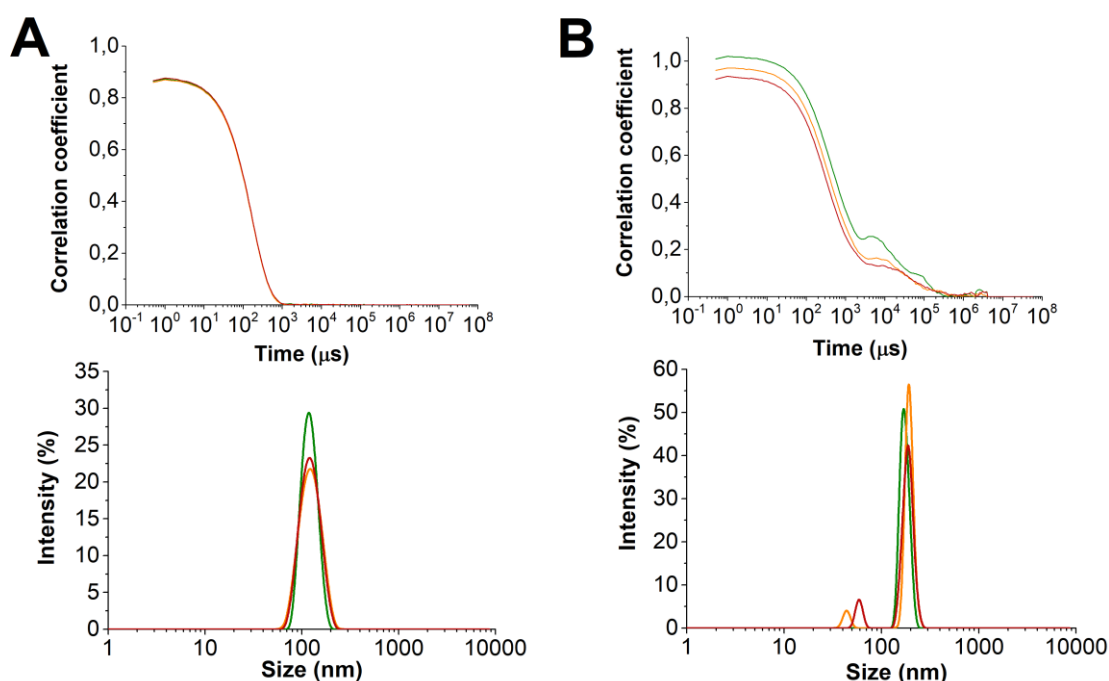 A
1,0
0,8
0,6
0,4
0,2
0,0
Correlation coefficient
10⁻¹ 10⁰ 10¹ 10² 10³ 10⁴ 10⁵ 10⁶ 10⁷ 10⁸
Time (μs)
B
1,0
0,8
0,6
0,4
0,2
0,0
Correlation coefficient
10⁻¹ 10⁰ 10¹ 10² 10³ 10⁴ 10⁵ 10⁶ 10⁷ 10⁸
Time (μs)
35
30
25
20
15
10
5
0
Intensity (%)
1 10 100 1000 10000
Size (nm)
60
50
40
30
20
10
0
Intensity (%)
1 10 100 1000 10000
Size (nm)